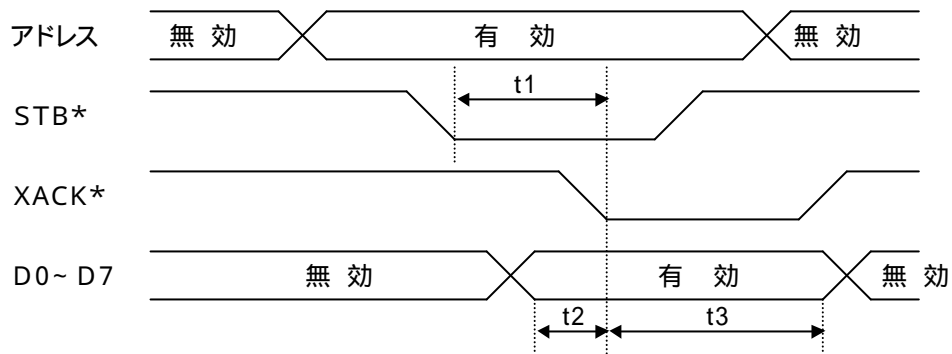 アドレス 無 効 有 効 無 効
t1
STB*
XACK*
D0~ D7 無 効 有 効 無 効
t2 t3